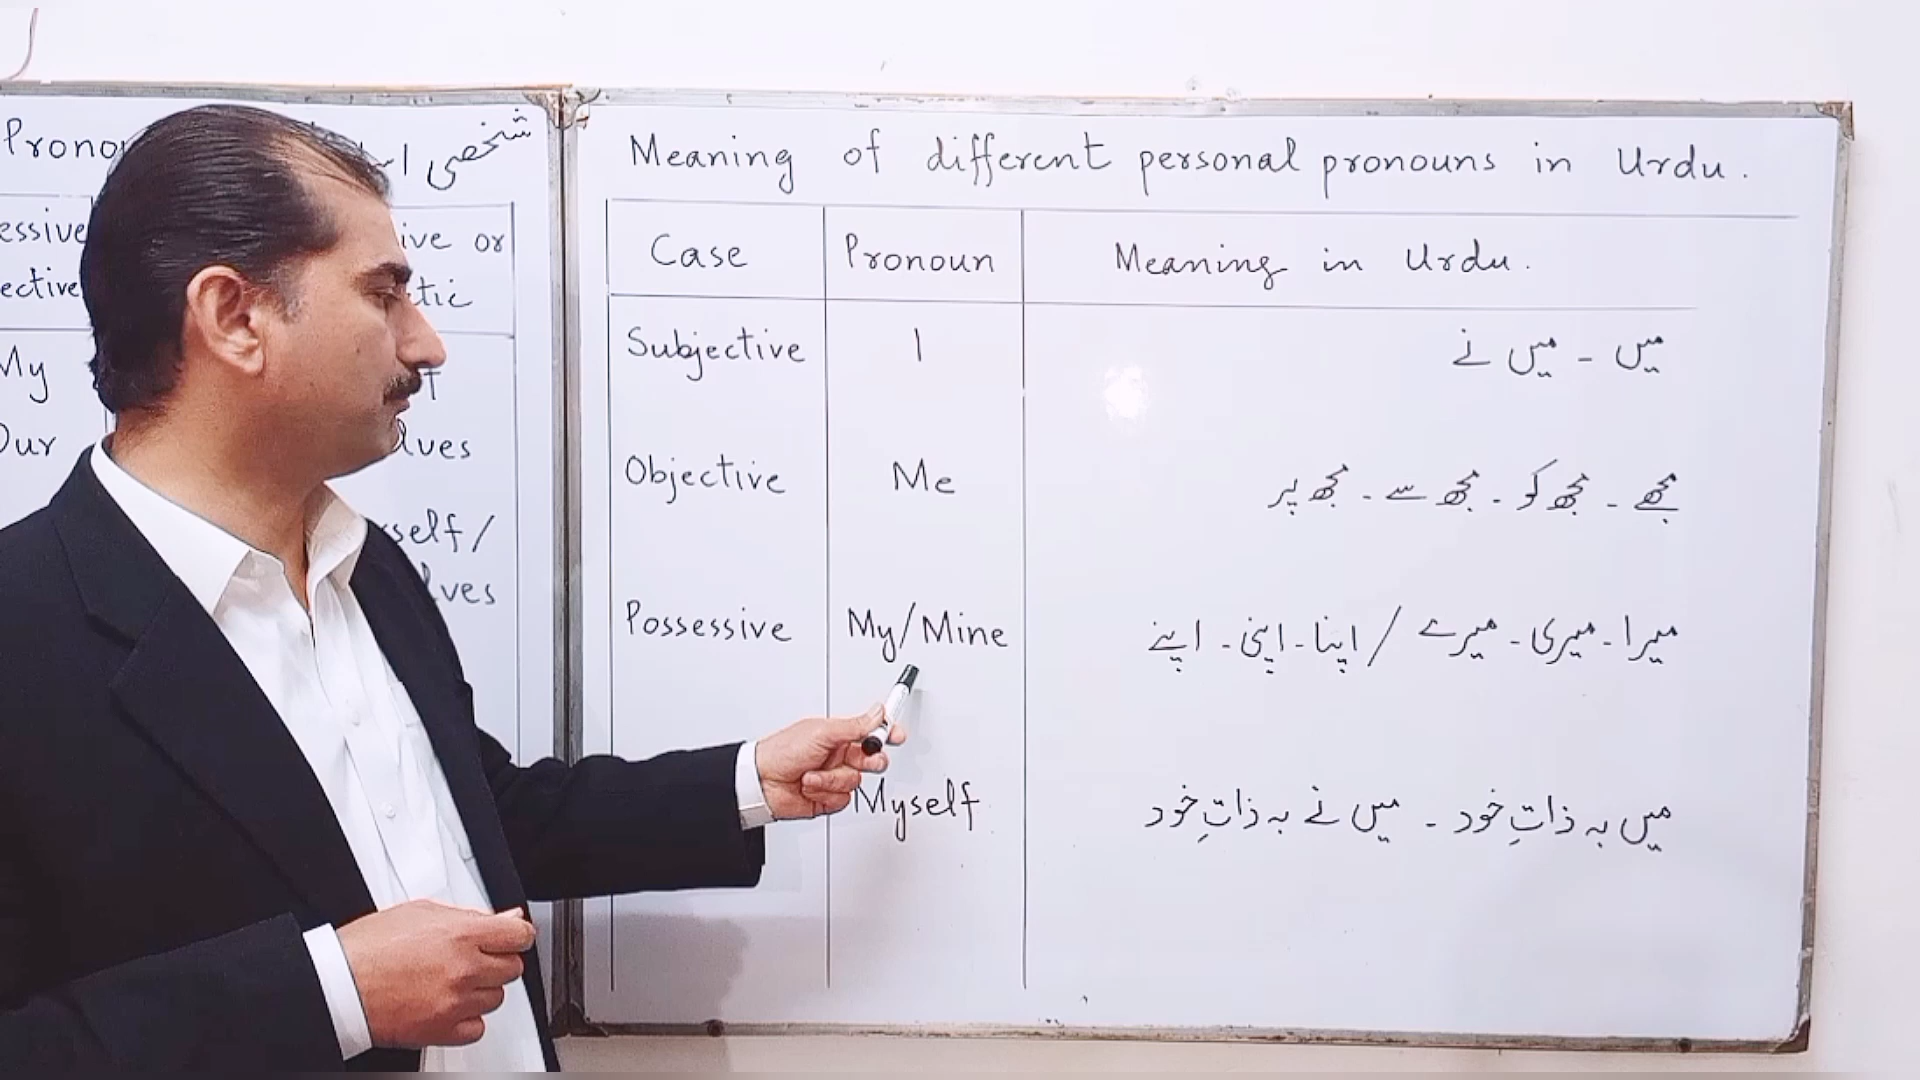 شخصی
essive
ive or
ective
tic
My
Our
lves
self/
lves
Meaning of different personal pronouns in Urdu.
Case Pronoun Meaning in Urdu.
Subjective I میں - میں نے
Objective Me مجھے - مجھ کو - مجھ سے - مجھ پر
Possessive My/Mine میرا - میری - میرے / اپنا - اپنی - اپنے
Myself میں بہ ذاتِ خود - میں نے بہ ذاتِ خود